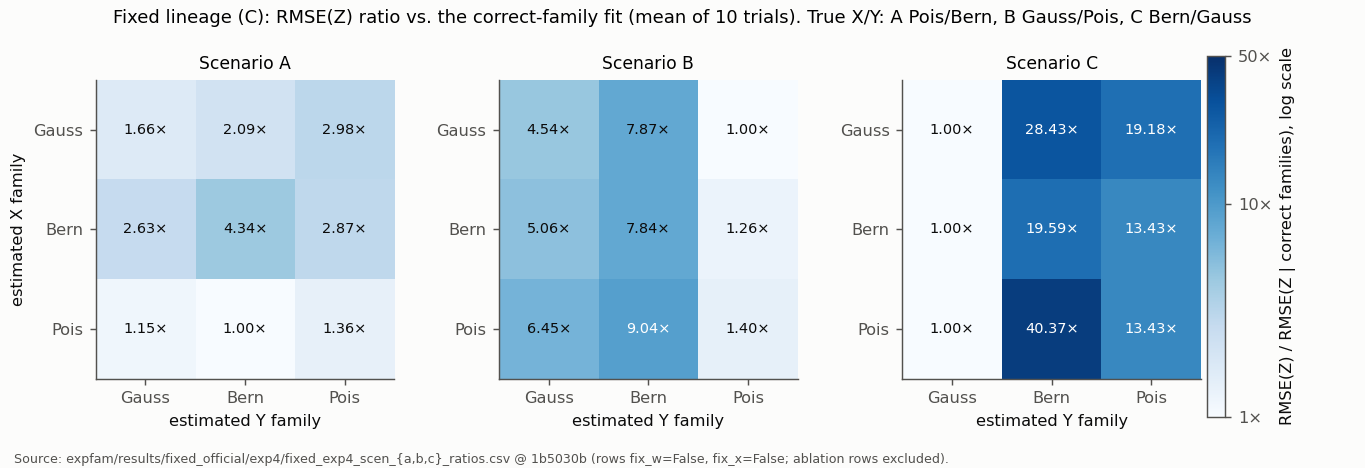 Fixed lineage (C): RMSE(Z) ratio vs. the correct-family fit (mean of 10 trials). True X/Y: A Pois/Bern, B Gauss/Pois, C Bern/Gauss
Scenario A
Scenario B
Scenario C
estimated X family
Gauss
1.66×
2.09×
2.98×
Bern
2.63×
4.34×
2.87×
Pois
1.15×
1.00×
1.36×
Gauss
Bern
Pois
estimated Y family
Gauss
4.54×
7.87×
1.00×
Bern
5.06×
7.84×
1.26×
Pois
6.45×
9.04×
1.40×
Gauss
Bern
Pois
estimated Y family
Gauss
1.00×
28.43×
19.18×
Bern
1.00×
19.59×
13.43×
Pois
1.00×
40.37×
13.43×
Gauss
Bern
Pois
estimated Y family
50×
10×
1×
RMSE(Z) / RMSE(Z | correct families), log scale
Source: expfam/results/fixed_official/exp4/fixed_exp4_scen_{a,b,c}_ratios.csv @ 1b5030b (rows fix_w=False, fix_x=False; ablation rows excluded).